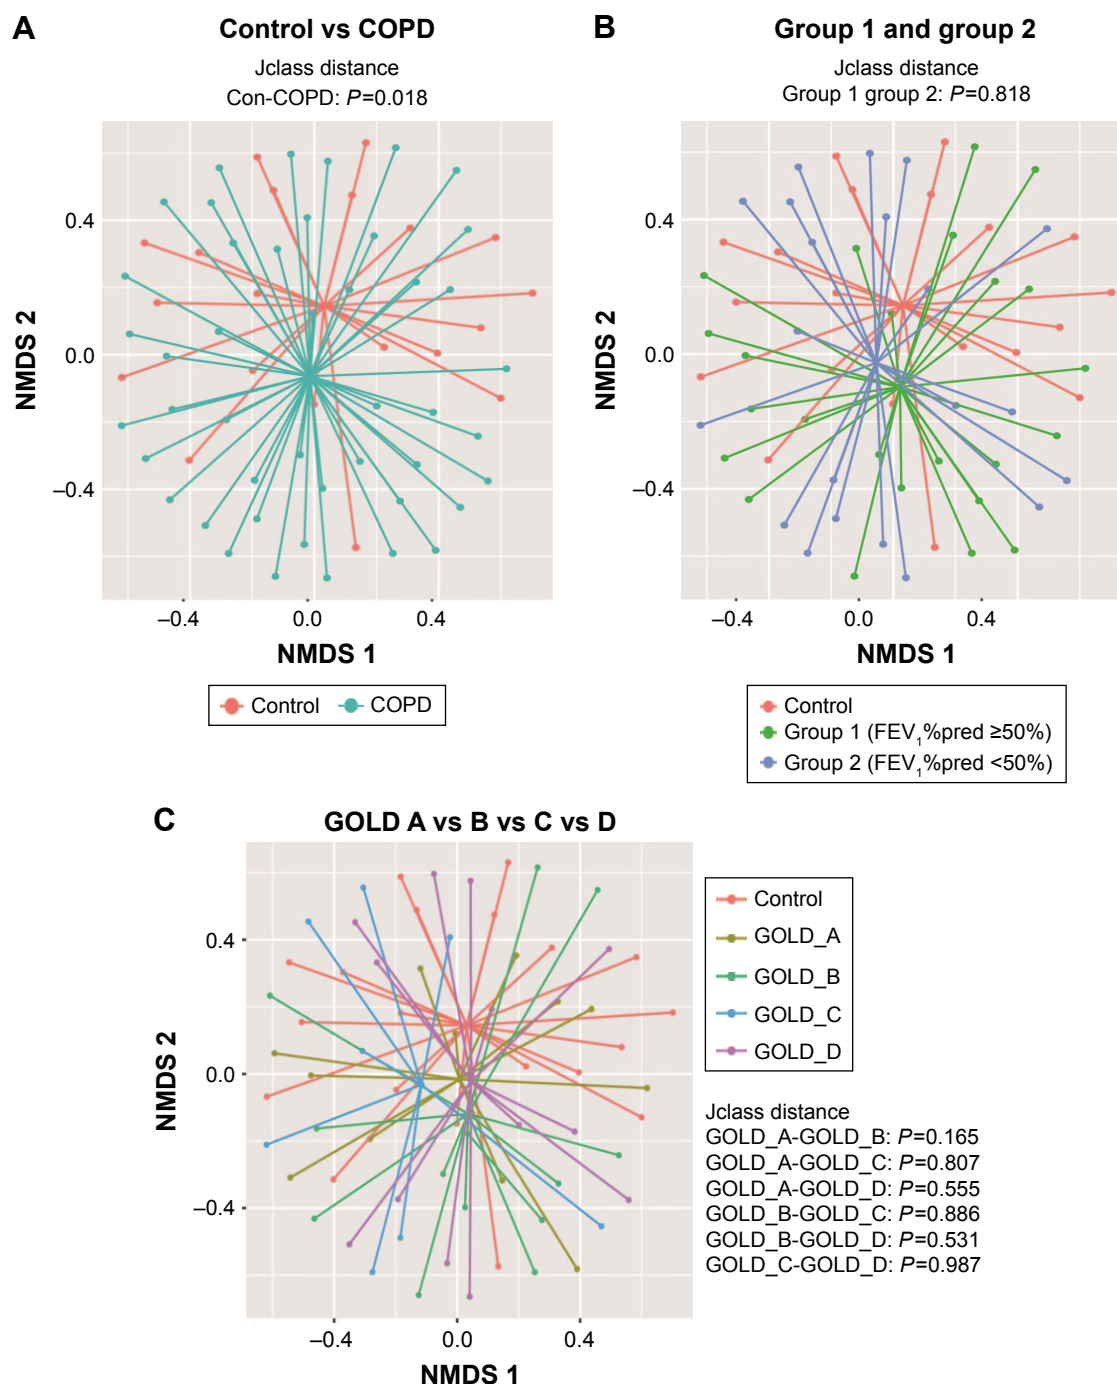 A
Control vs COPD
Jclass distance
Con-COPD: P=0.018
0.4
0.0
–0.4
NMDS 2
–0.4
0.0
0.4
NMDS 1
Control
COPD
B
Group 1 and group 2
Jclass distance
Group 1 group 2: P=0.818
0.4
0.0
–0.4
NMDS 2
–0.4
0.0
0.4
NMDS 1
Control
Group 1 (FEV₁%pred ≥50%)
Group 2 (FEV₁%pred <50%)
C
GOLD A vs B vs C vs D
0.4
0.0
–0.4
NMDS 2
–0.4
0.0
0.4
NMDS 1
Control
GOLD_A
GOLD_B
GOLD_C
GOLD_D
Jclass distance
GOLD_A-GOLD_B: P=0.165
GOLD_A-GOLD_C: P=0.807
GOLD_A-GOLD_D: P=0.555
GOLD_B-GOLD_C: P=0.886
GOLD_B-GOLD_D: P=0.531
GOLD_C-GOLD_D: P=0.987